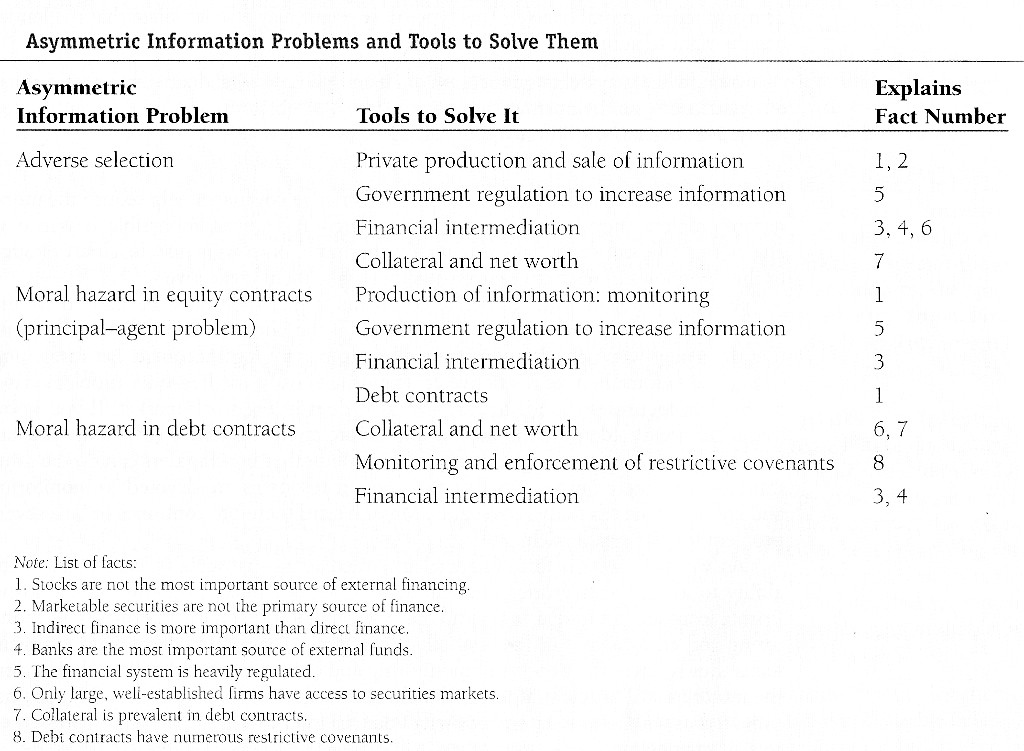 Asymmetric Information Problems and Tools to Solve Them
Asymmetric Explains
Information Problem Tools to Solve It Fact Number
Adverse selection Private production and sale of information 1, 2
Government regulation to increase information 5
Financial intermediation 3, 4, 6
Collateral and net worth 7
Moral hazard in equity contracts Production of information: monitoring 1
(principal–agent problem) Government regulation to increase information 5
Financial intermediation 3
Debt contracts 1
Moral hazard in debt contracts Collateral and net worth 6, 7
Monitoring and enforcement of restrictive covenants 8
Financial intermediation 3, 4
Note: List of facts:
1. Stocks are not the most important source of external financing.
2. Marketable securities are not the primary source of finance.
3. Indirect finance is more important than direct finance.
4. Banks are the most important source of external funds.
5. The financial system is heavily regulated.
6. Only large, well-established firms have access to securities markets.
7. Collateral is prevalent in debt contracts.
8. Debt contracts have numerous restrictive covenants.